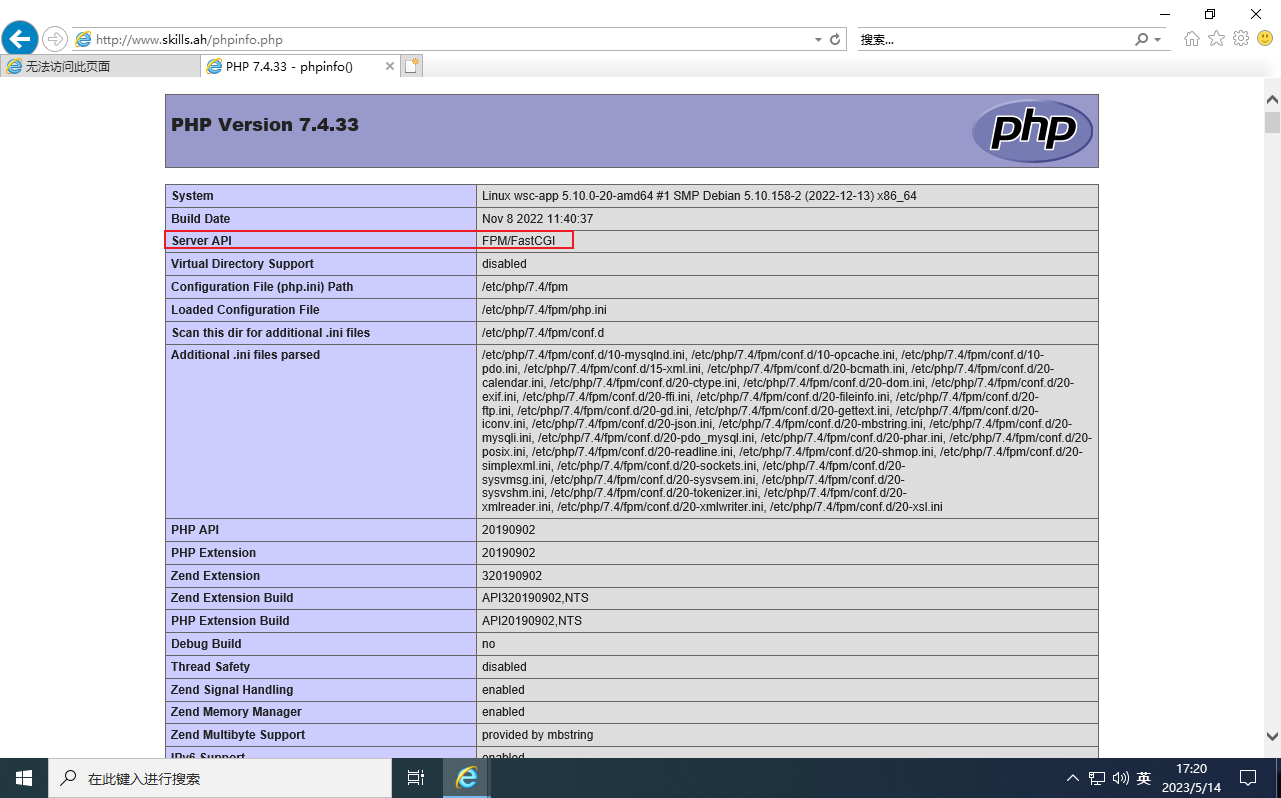 http://www.skills.ah/phpinfo.php
搜索...
无法访问此页面
PHP 7.4.33 - phpinfo()
PHP Version 7.4.33
php
System Linux wsc-app 5.10.0-20-amd64 #1 SMP Debian 5.10.158-2 (2022-12-13) x86_64
Build Date Nov 8 2022 11:40:37
Server API FPM/FastCGI
Virtual Directory Support disabled
Configuration File (php.ini) Path /etc/php/7.4/fpm
Loaded Configuration File /etc/php/7.4/fpm/php.ini
Scan this dir for additional .ini files /etc/php/7.4/fpm/conf.d
Additional .ini files parsed /etc/php/7.4/fpm/conf.d/10-mysqlnd.ini, /etc/php/7.4/fpm/conf.d/10-opcache.ini, /etc/php/7.4/fpm/conf.d/10-
pdo.ini, /etc/php/7.4/fpm/conf.d/15-xml.ini, /etc/php/7.4/fpm/conf.d/20-bcmath.ini, /etc/php/7.4/fpm/conf.d/20-
calendar.ini, /etc/php/7.4/fpm/conf.d/20-ctype.ini, /etc/php/7.4/fpm/conf.d/20-dom.ini, /etc/php/7.4/fpm/conf.d/20-
exif.ini, /etc/php/7.4/fpm/conf.d/20-ffi.ini, /etc/php/7.4/fpm/conf.d/20-fileinfo.ini, /etc/php/7.4/fpm/conf.d/20-
ftp.ini, /etc/php/7.4/fpm/conf.d/20-gd.ini, /etc/php/7.4/fpm/conf.d/20-gettext.ini, /etc/php/7.4/fpm/conf.d/20-
iconv.ini, /etc/php/7.4/fpm/conf.d/20-json.ini, /etc/php/7.4/fpm/conf.d/20-mbstring.ini, /etc/php/7.4/fpm/conf.d/20-
mysqli.ini, /etc/php/7.4/fpm/conf.d/20-pdo_mysql.ini, /etc/php/7.4/fpm/conf.d/20-phar.ini, /etc/php/7.4/fpm/conf.d/20-
posix.ini, /etc/php/7.4/fpm/conf.d/20-readline.ini, /etc/php/7.4/fpm/conf.d/20-shmop.ini, /etc/php/7.4/fpm/conf.d/20-
simplexml.ini, /etc/php/7.4/fpm/conf.d/20-sockets.ini, /etc/php/7.4/fpm/conf.d/20-
sysvmsg.ini, /etc/php/7.4/fpm/conf.d/20-sysvsem.ini, /etc/php/7.4/fpm/conf.d/20-
sysvshm.ini, /etc/php/7.4/fpm/conf.d/20-tokenizer.ini, /etc/php/7.4/fpm/conf.d/20-
xmlreader.ini, /etc/php/7.4/fpm/conf.d/20-xmlwriter.ini, /etc/php/7.4/fpm/conf.d/20-xsl.ini
PHP API 20190902
PHP Extension 20190902
Zend Extension 320190902
Zend Extension Build API320190902,NTS
PHP Extension Build API20190902,NTS
Debug Build no
Thread Safety disabled
Zend Signal Handling enabled
Zend Memory Manager enabled
Zend Multibyte Support provided by mbstring
IPv6 Support enabled
在此键入进行搜索
英
17:20
2023/5/14